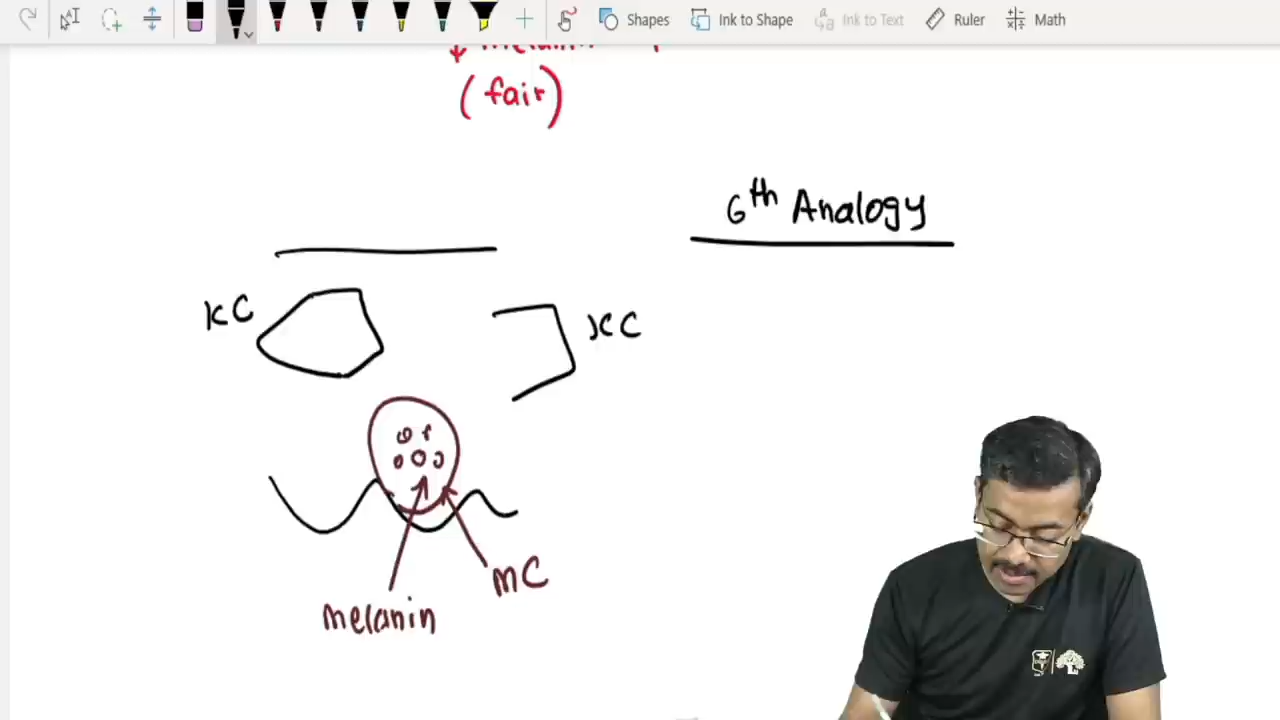 Shapes
Ink to Shape
Ink to Text
Ruler
Math
(fair)
6th Analogy
KC
KC
MC
Melanin